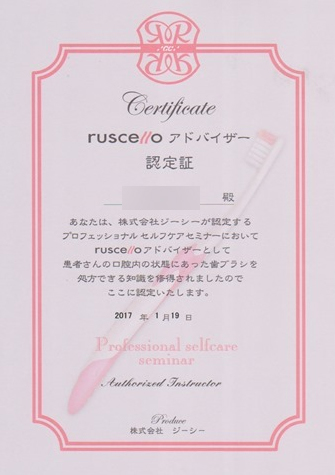 Certificate
ruscello アドバイザー
認定証
殿
あなたは、株式会社ジーシーが認定する
プロフェッショナル セルフケアセミナーにおいて
ruscelloアドバイザーとして
患者さんの口腔内の状態にあった歯ブラシを
処方できる知識を修得されましたので
ここに認定いたします。
2017 年 1 月 19 日
Professional selfcare
seminar
Authorized Instructor
Produce
株式会社 ジーシー